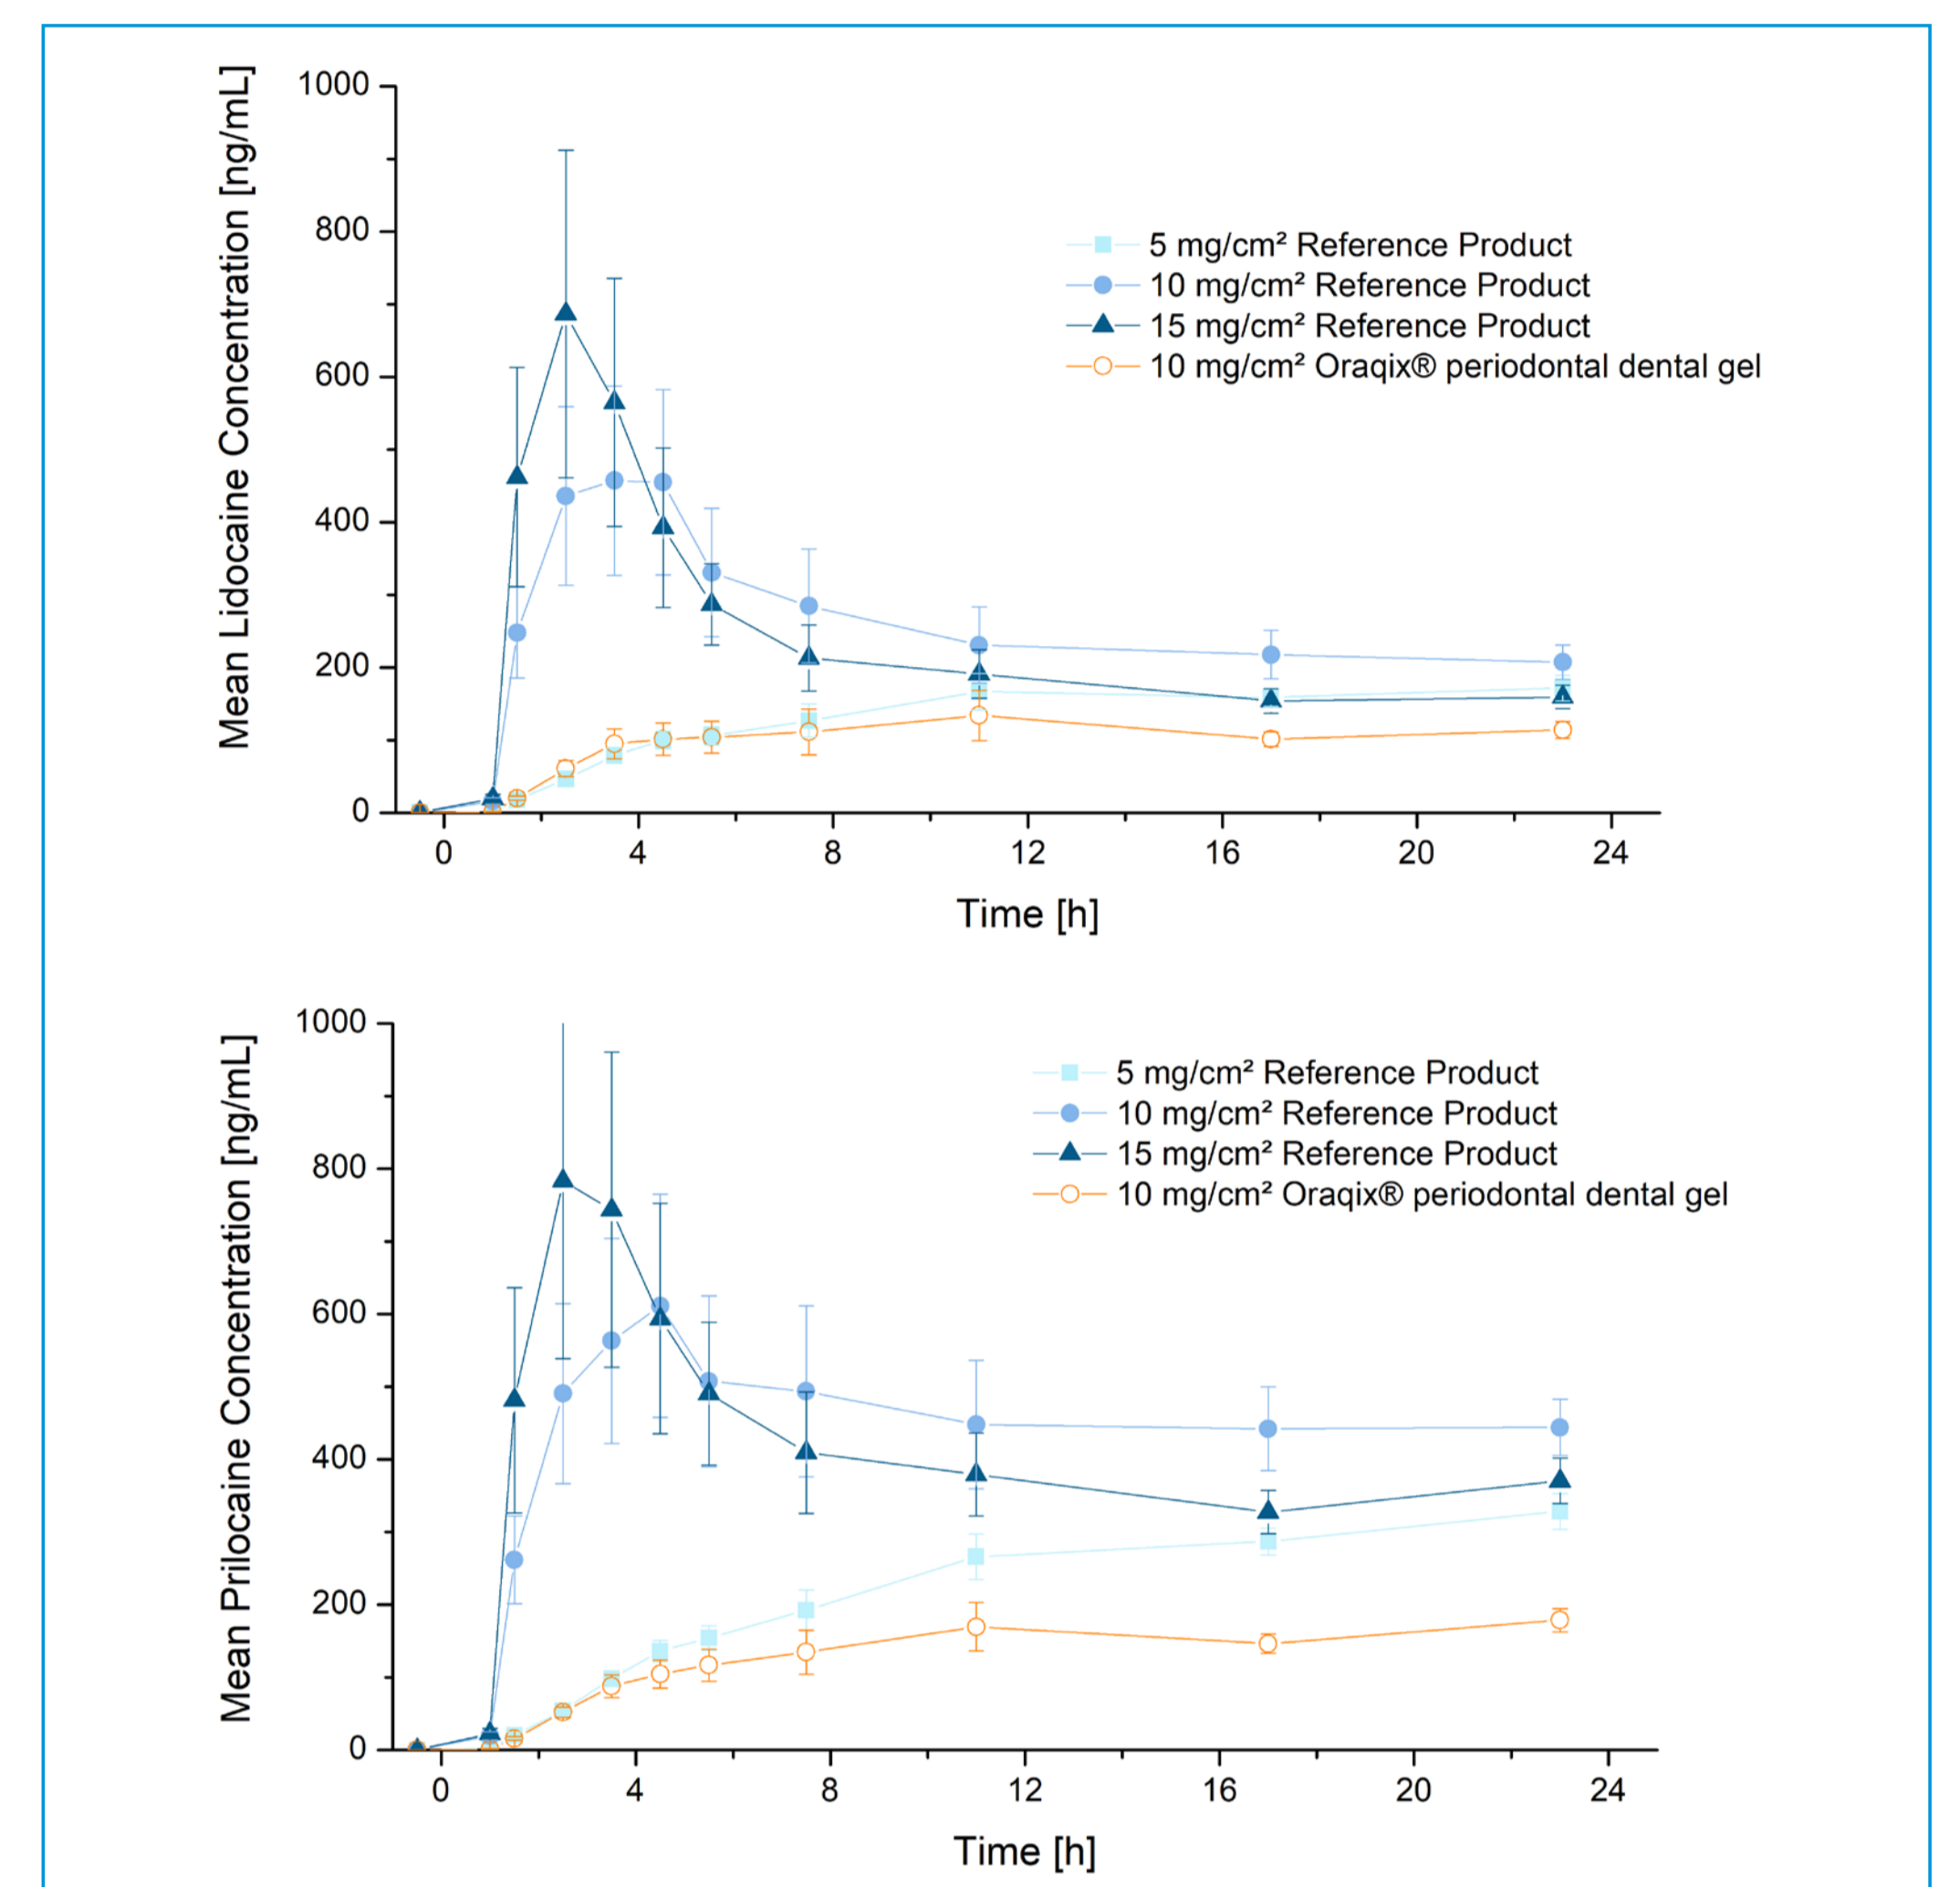 Mean Lidocaine Concentration [ng/mL]
1000
800
600
400
200
0
5 mg/cm² Reference Product
10 mg/cm² Reference Product
15 mg/cm² Reference Product
10 mg/cm² Oraqix® periodontal dental gel
0 4 8 12 16 20 24
Time [h]
Mean Prilocaine Concentration [ng/mL]
1000
800
600
400
200
0
5 mg/cm² Reference Product
10 mg/cm² Reference Product
15 mg/cm² Reference Product
10 mg/cm² Oraqix® periodontal dental gel
0 4 8 12 16 20 24
Time [h]